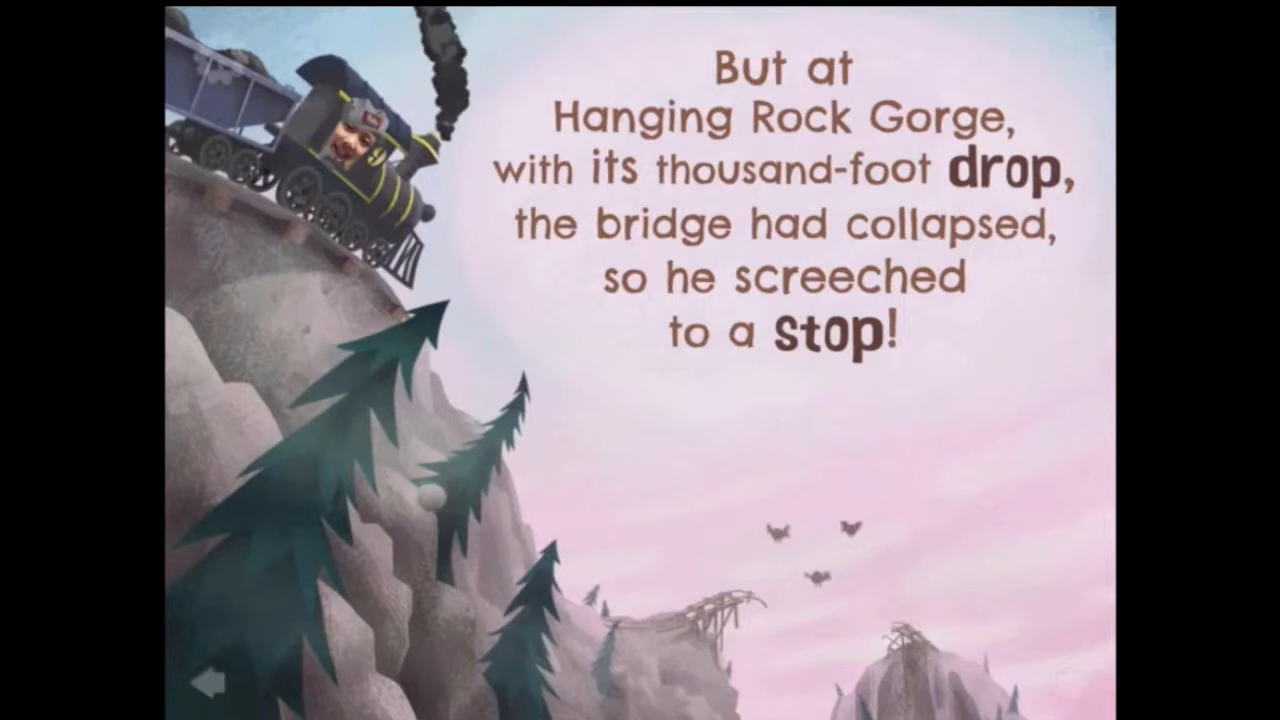 But at
Hanging Rock Gorge,
with its thousand-foot drop,
the bridge had collapsed,
so he screeched
to a stop!